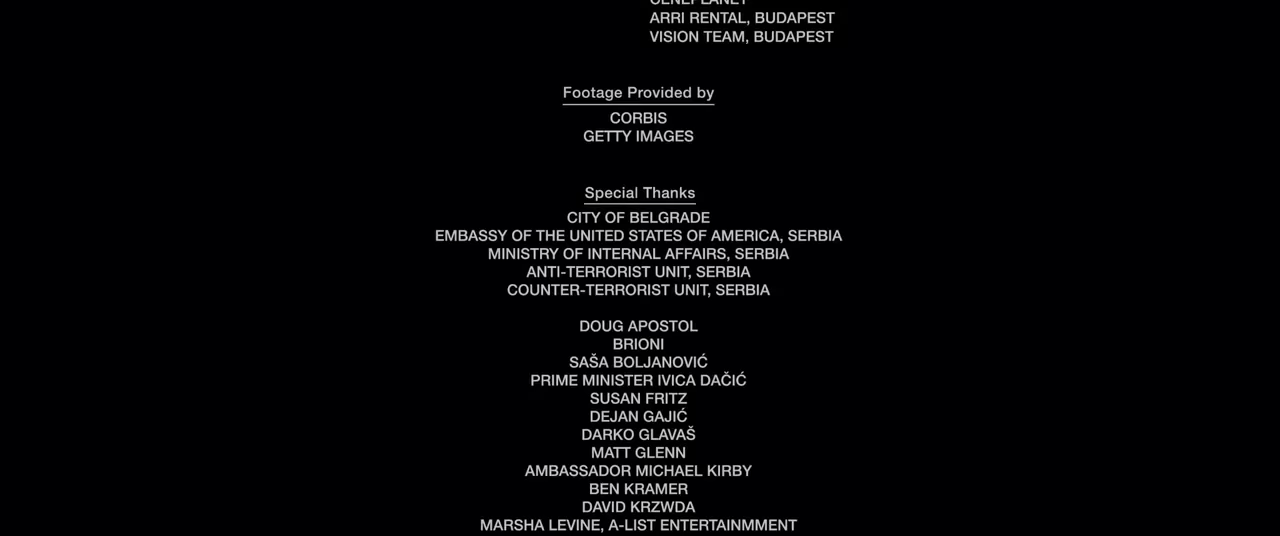 ARRI RENTAL, BUDAPEST
VISION TEAM, BUDAPEST
Footage Provided by
CORBIS
GETTY IMAGES
Special Thanks
CITY OF BELGRADE
EMBASSY OF THE UNITED STATES OF AMERICA, SERBIA
MINISTRY OF INTERNAL AFFAIRS, SERBIA
ANTI-TERRORIST UNIT, SERBIA
COUNTER-TERRORIST UNIT, SERBIA
DOUG APOSTOL
BRIONI
SAŠA BOLJANOVIĆ
PRIME MINISTER IVICA DAČIĆ
SUSAN FRITZ
DEJAN GAJIĆ
DARKO GLAVAŠ
MATT GLENN
AMBASSADOR MICHAEL KIRBY
BEN KRAMER
DAVID KRZWDA
MARSHA LEVINE, A-LIST ENTERTAINMMENT